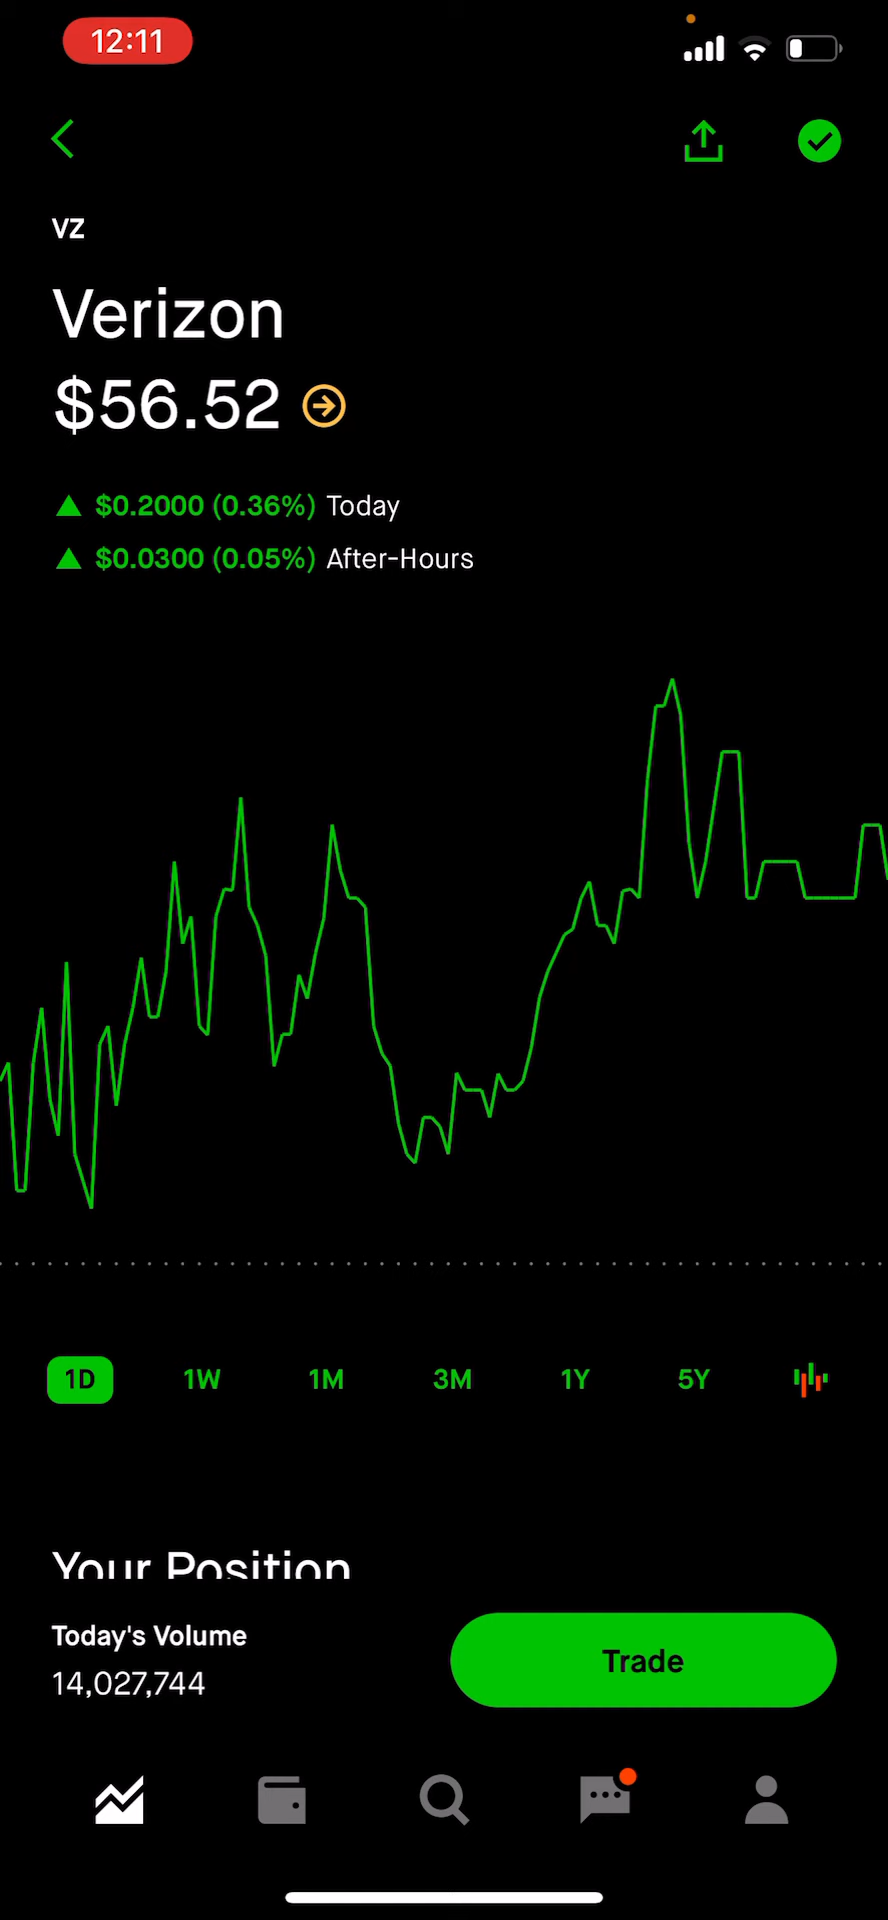 12:11
VZ
Verizon
$56.52
$0.2000 (0.36%) Today
$0.0300 (0.05%) After-Hours
1D 1W 1M 3M 1Y 5Y
Your Position
Today's Volume
14,027,744
Trade